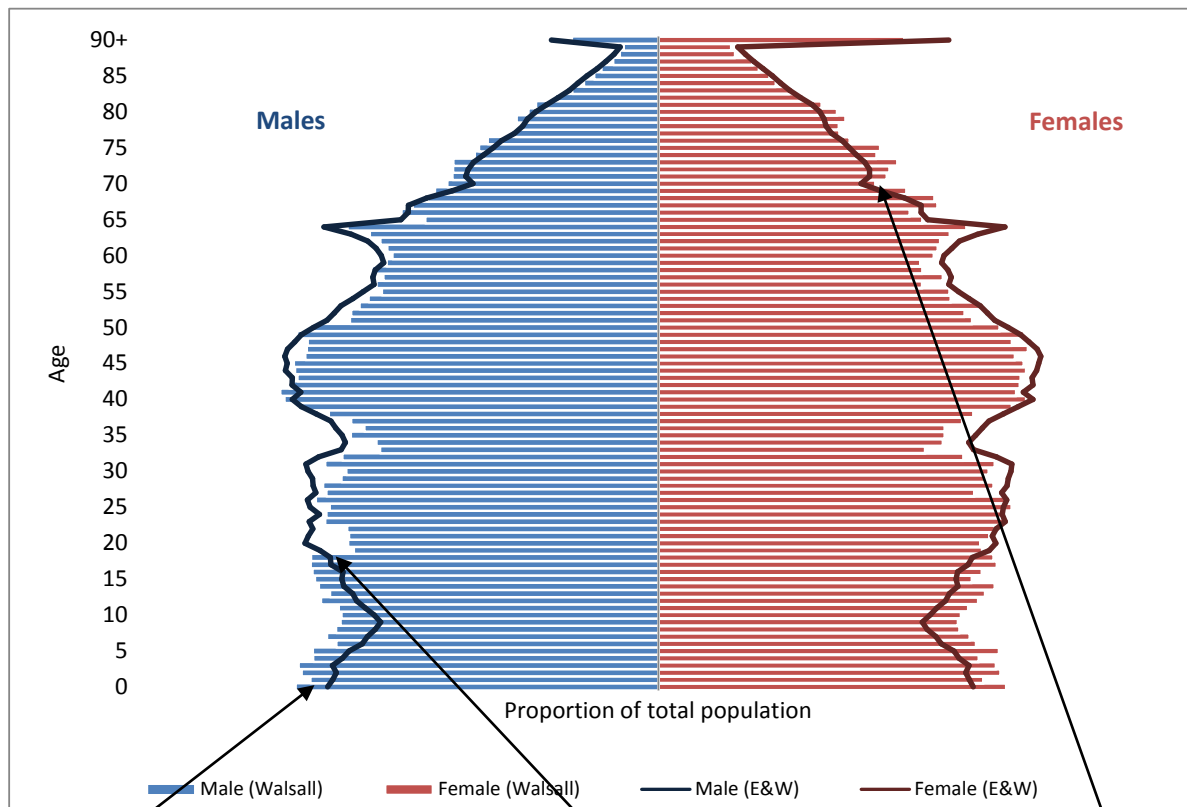 90+
85
80
Males
Females
75
70
65
60
55
50
45
Age
40
35
30
25
20
15
10
5
0
Proportion of total population
Male (Walsall)
Female (Walsall)
Male (E&W)
Female (E&W)